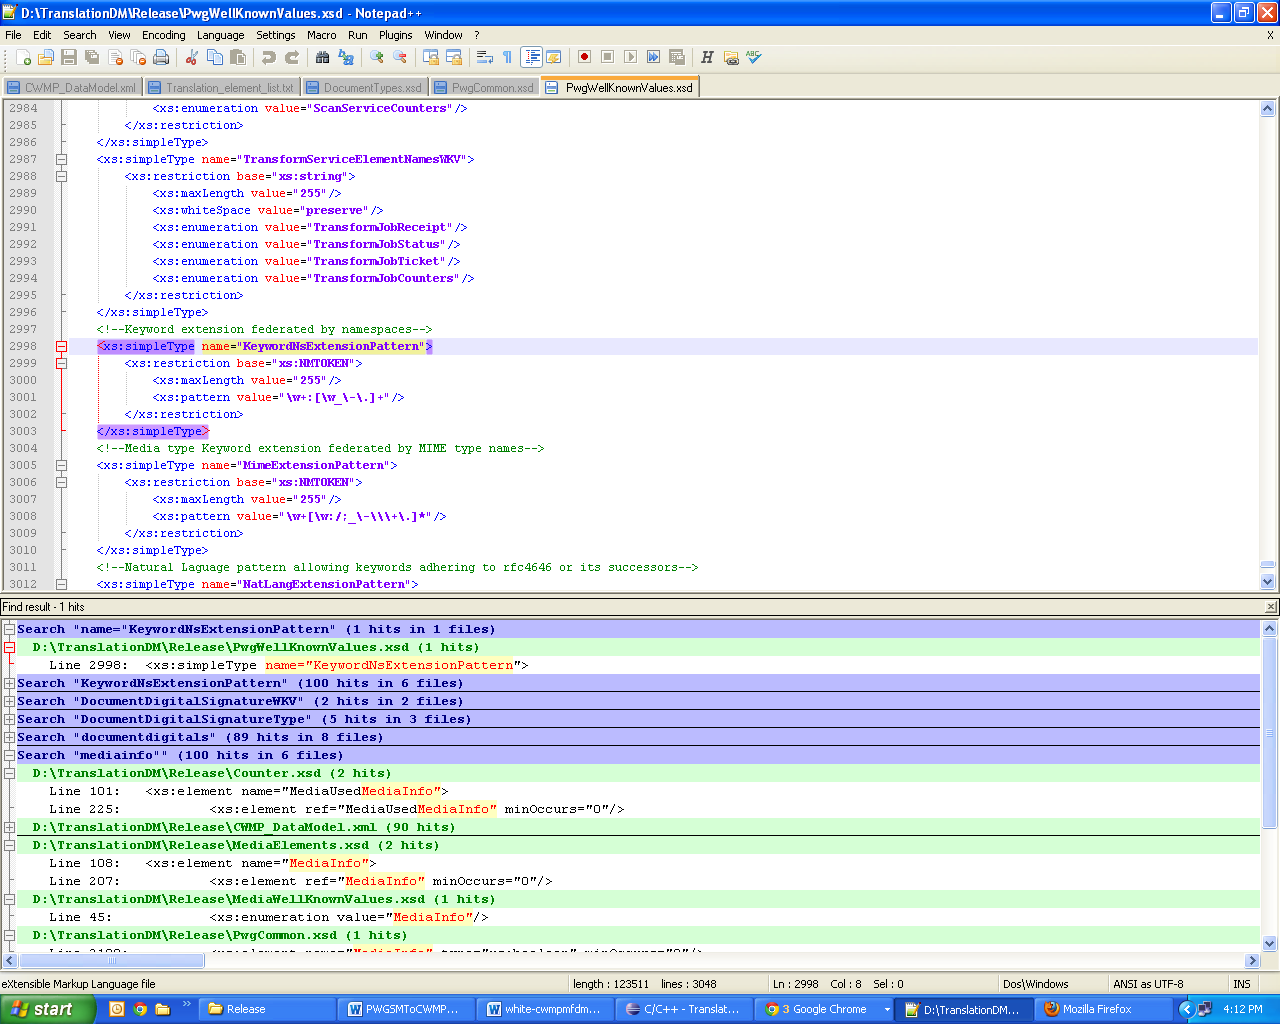 D:\TranslationDM\Release\PwgWellKnownValues.xsd - Notepad++
File Edit Search View Encoding Language Settings Macro Run Plugins Window ? X
CWMP_DataModel.xml Translation_element_list.txt DocumentTypes.xsd PwgCommon.xsd PwgWellKnownValues.xsd
2984 <xs:enumeration value="ScanServiceCounters"/>
2985 </xs:restriction>
2986 </xs:simpleType>
2987 <xs:simpleType name="TransformServiceElementNamesWKV">
2988 <xs:restriction base="xs:string">
2989 <xs:maxLength value="255"/>
2990 <xs:whiteSpace value="preserve"/>
2991 <xs:enumeration value="TransformJobReceipt"/>
2992 <xs:enumeration value="TransformJobStatus"/>
2993 <xs:enumeration value="TransformJobTicket"/>
2994 <xs:enumeration value="TransformJobCounters"/>
2995 </xs:restriction>
2996 </xs:simpleType>
2997 <!--Keyword extension federated by namespaces-->
2998 <xs:simpleType name="KeywordNsExtensionPattern">
2999 <xs:restriction base="xs:NMTOKEN">
3000 <xs:maxLength value="255"/>
3001 <xs:pattern value="\w+:[\w_\-\.]+"/>
3002 </xs:restriction>
3003 </xs:simpleType>
3004 <!--Media type Keyword extension federated by MIME type names-->
3005 <xs:simpleType name="MimeExtensionPattern">
3006 <xs:restriction base="xs:NMTOKEN">
3007 <xs:maxLength value="255"/>
3008 <xs:pattern value="\w+[\w:/;_\-\\\+\.]*"/>
3009 </xs:restriction>
3010 </xs:simpleType>
3011 <!--Natural Laguage pattern allowing keywords adhering to rfc4646 or its successors-->
3012 <xs:simpleType name="NatLangExtensionPattern">
Find result - 1 hits
Search "name="KeywordNsExtensionPattern" (1 hits in 1 files)
D:\TranslationDM\Release\PwgWellKnownValues.xsd (1 hits)
Line 2998: <xs:simpleType name="KeywordNsExtensionPattern">
Search "KeywordNsExtensionPattern" (100 hits in 6 files)
Search "DocumentDigitalSignatureWKV" (2 hits in 2 files)
Search "DocumentDigitalSignatureType" (5 hits in 3 files)
Search "documentdigitals" (89 hits in 8 files)
Search "mediainfo"" (100 hits in 6 files)
D:\TranslationDM\Release\Counter.xsd (2 hits)
Line 101: <xs:element name="MediaUsedMediaInfo">
Line 225: <xs:element ref="MediaUsedMediaInfo" minOccurs="0"/>
D:\TranslationDM\Release\CWMP_DataModel.xml (90 hits)
D:\TranslationDM\Release\MediaElements.xsd (2 hits)
Line 108: <xs:element name="MediaInfo">
Line 207: <xs:element ref="MediaInfo" minOccurs="0"/>
D:\TranslationDM\Release\MediaWellKnownValues.xsd (1 hits)
Line 45: <xs:enumeration value="MediaInfo"/>
D:\TranslationDM\Release\PwgCommon.xsd (1 hits)
eXtensible Markup Language file length : 123511 lines : 3048 Ln : 2998 Col : 8 Sel : 0 Dos\Windows ANSI as UTF-8 INS
start Release PWGSMToCWMP... white-cwmpmfdm... C/C++ - Translat... 3 Google Chrome D:\TranslationDM... Mozilla Firefox 4:12 PM